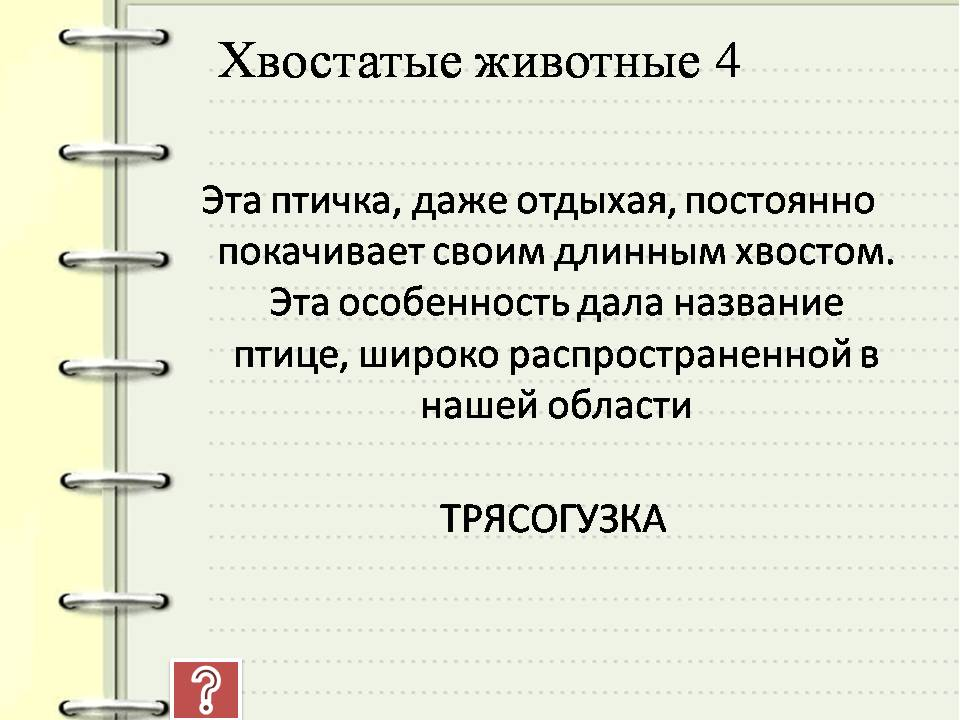 Хвостатые животные 4
Эта птичка, даже отдыхая, постоянно
покачивает своим длинным хвостом.
Эта особенность дала название
птице, широко распространенной в
нашей области
ТРЯСОГУЗКА
?